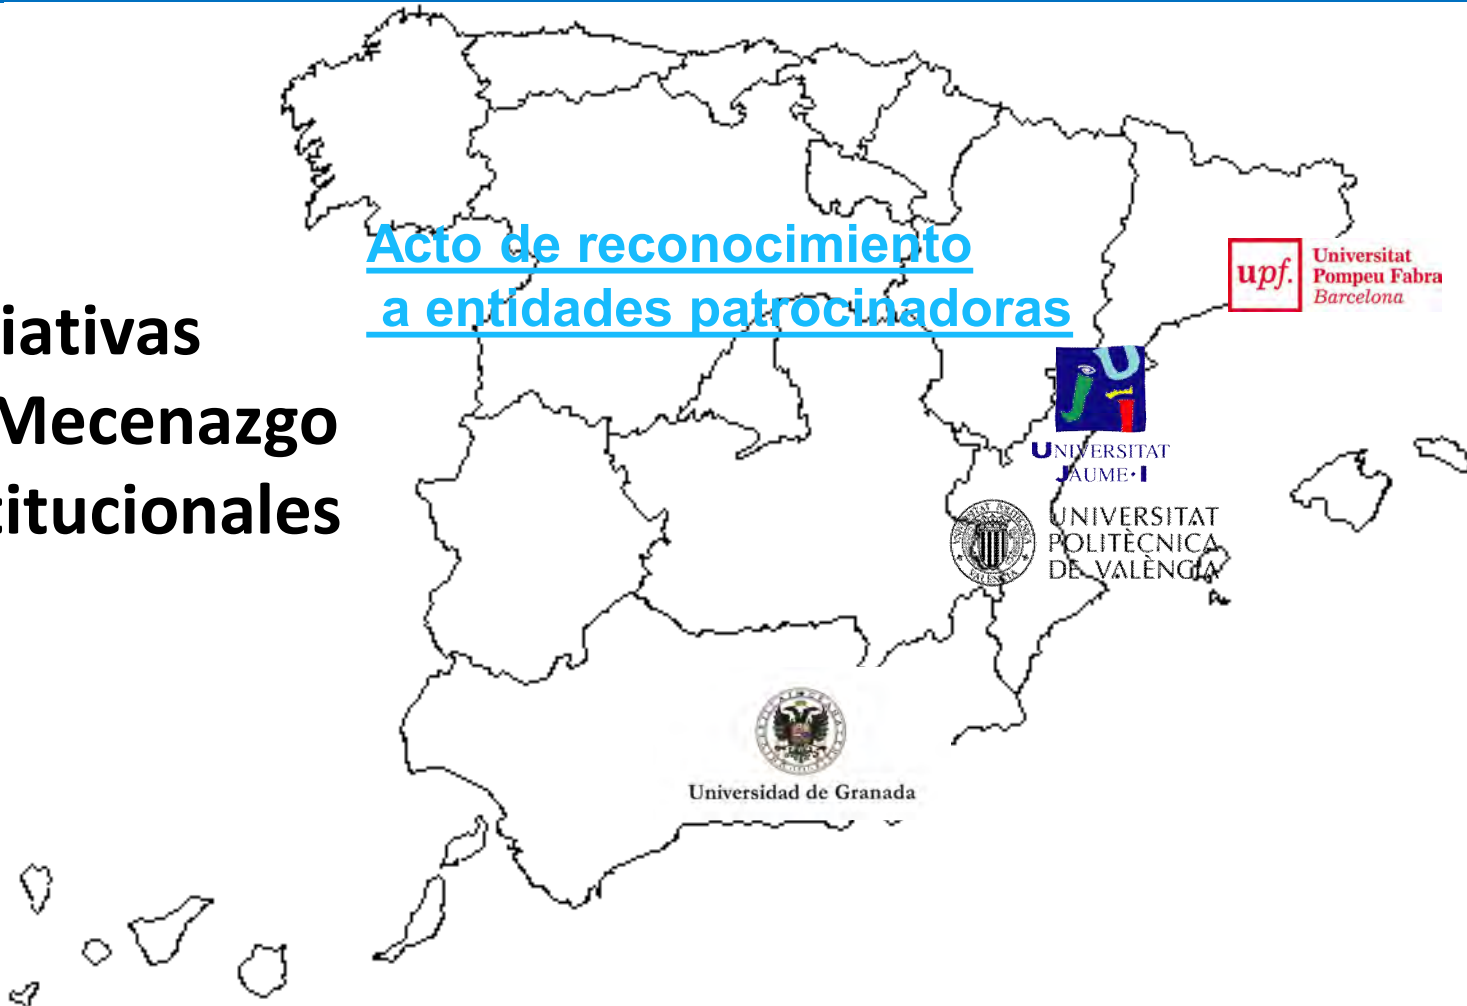 Acto de reconocimiento
a entidades patrocinadoras
iativas
Mecenazgo
titucionales
upf.
Universitat
Pompeu Fabra
Barcelona
UNIVERSITAT
JAUME·I
UNIVERSITAT
POLITÈCNICA
DE VALÈNCIA
Universidad de Granada